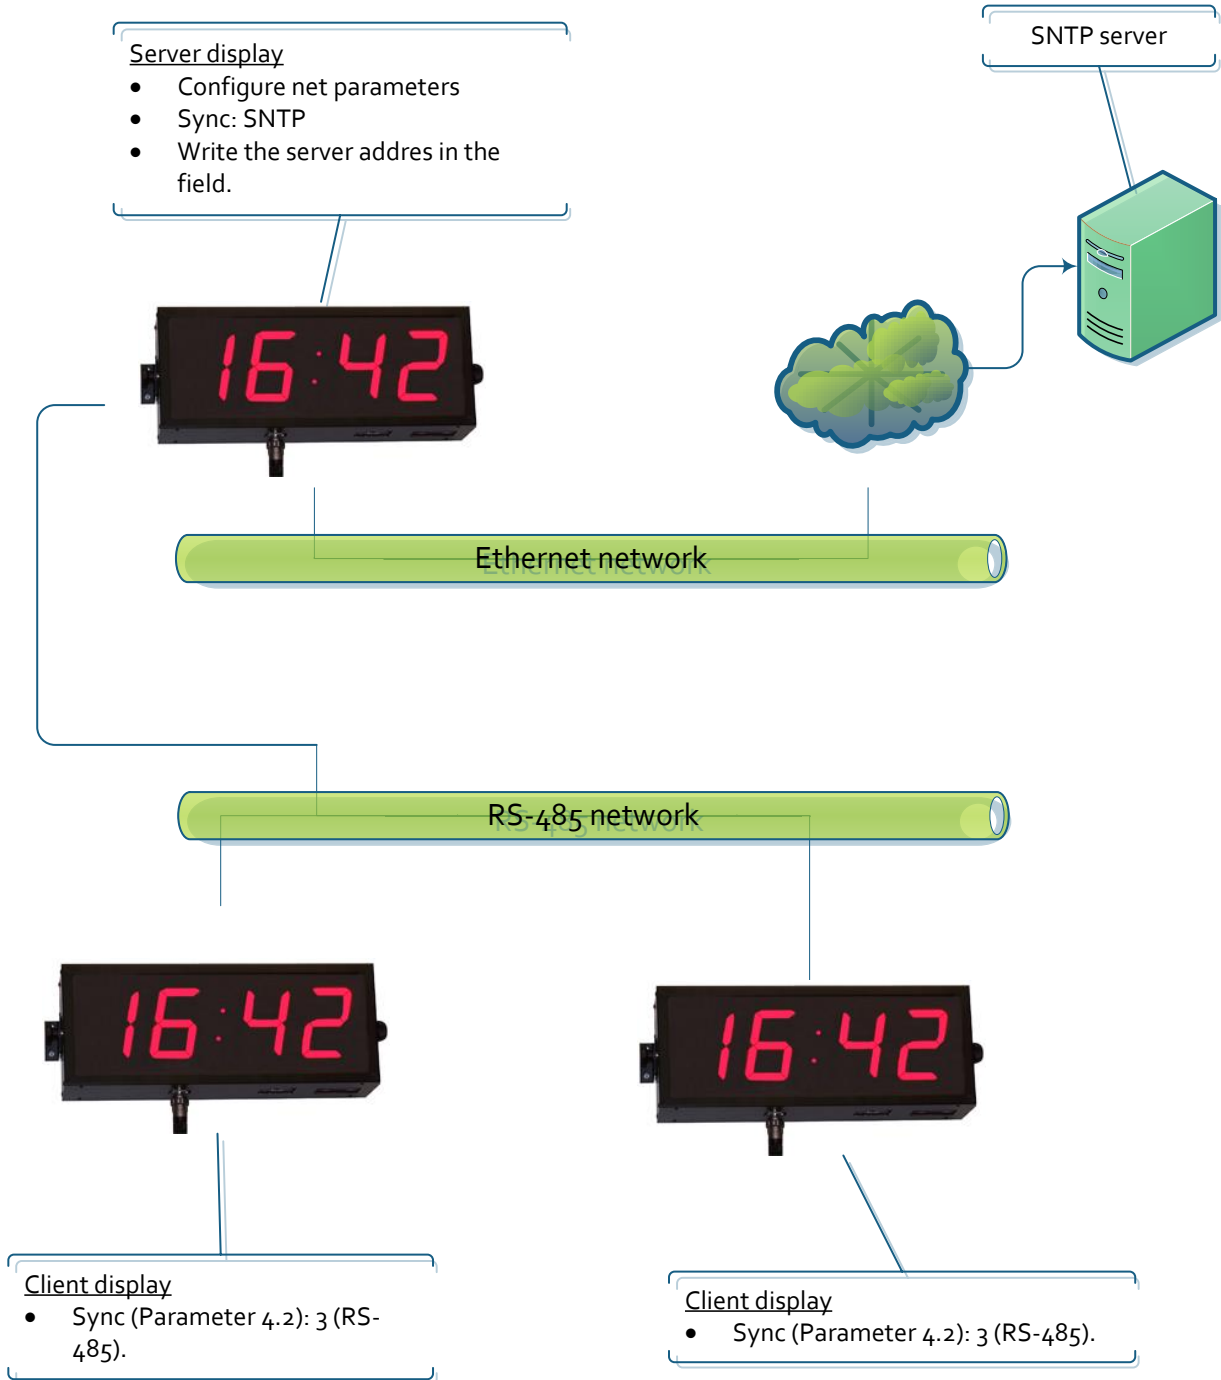 Server display
• Configure net parameters
• Sync: SNTP
• Write the server addres in the
field.
SNTP server
16:42
Ethernet network
RS-485 network
16:42
16:42
Client display
• Sync (Parameter 4.2): 3 (RS-
485).
Client display
• Sync (Parameter 4.2): 3 (RS-485).